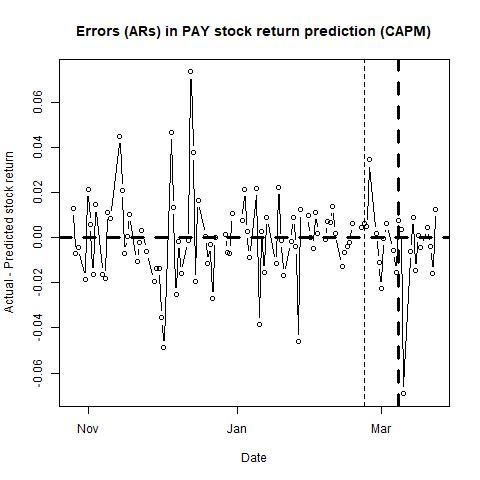 Errors (ARs) in PAY stock return prediction (CAPM)
Actual - Predicted stock return
0.06
0.04
0.02
0.00
-0.02
-0.04
-0.06
Nov
Jan
Mar
Date